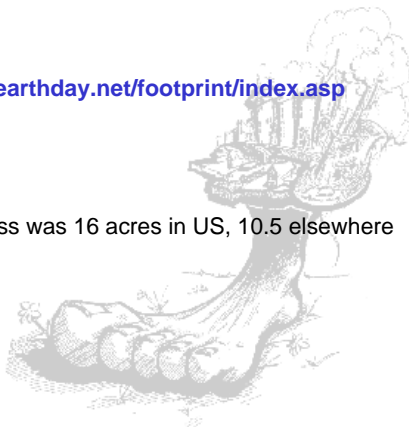 earthday.net/footprint/index.asp
ss was 16 acres in US, 10.5 elsewhere